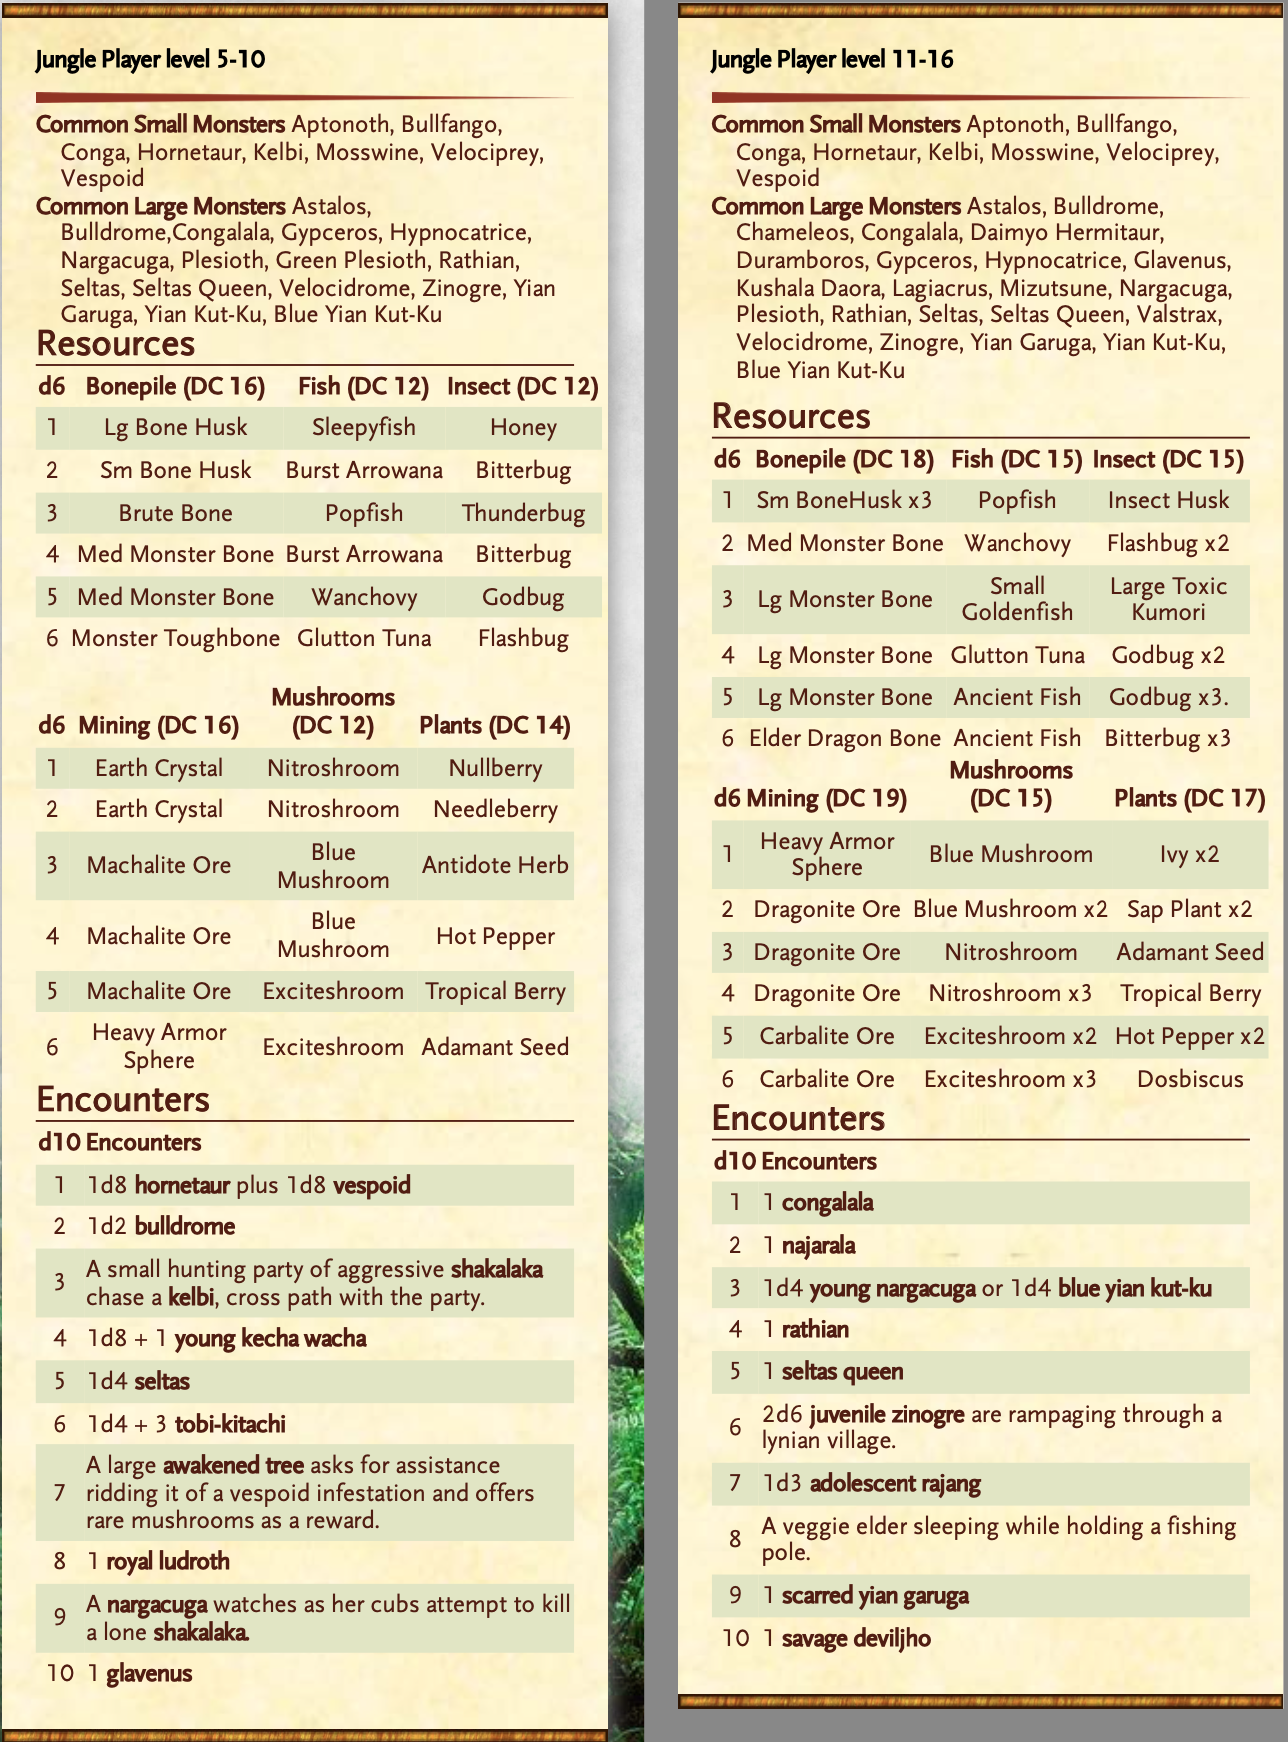 Jungle Player level 5-10
Common Small Monsters Aptonoth, Bullfango,
Conga, Hornetaur, Kelbi, Mosswine, Velociprey,
Vespoid
Common Large Monsters Astalos,
Bulldrome,Congalala, Gypceros, Hypnocatrice,
Nargacuga, Plesioth, Green Plesioth, Rathian,
Seltas, Seltas Queen, Velocidrome, Zinogre, Yian
Garuga, Yian Kut-Ku, Blue Yian Kut-Ku
Resources
d6 Bonepile (DC 16) Fish (DC 12) Insect (DC 12)
1 Lg Bone Husk Sleepyfish Honey
2 Sm Bone Husk Burst Arrowana Bitterbug
3 Brute Bone Popfish Thunderbug
4 Med Monster Bone Burst Arrowana Bitterbug
5 Med Monster Bone Wanchovy Godbug
6 Monster Toughbone Glutton Tuna Flashbug
Mushrooms
d6 Mining (DC 16) (DC 12) Plants (DC 14)
1 Earth Crystal Nitroshroom Nullberry
2 Earth Crystal Nitroshroom Needleberry
Blue
3 Machalite Ore Mushroom Antidote Herb
Blue
4 Machalite Ore Mushroom Hot Pepper
5 Machalite Ore Exciteshroom Tropical Berry
Heavy Armor
6 Sphere Exciteshroom Adamant Seed
Encounters
d10 Encounters
1 1d8 hornetaur plus 1d8 vespoid
2 1d2 bulldrome
3 A small hunting party of aggressive shakalaka
chase a kelbi, cross path with the party.
4 1d8 + 1 young kecha wacha
5 1d4 seltas
6 1d4 + 3 tobi-kitachi
A large awakened tree asks for assistance
7 ridding it of a vespoid infestation and offers
rare mushrooms as a reward.
8 1 royal ludroth
9 A nargacuga watches as her cubs attempt to kill
a lone shakalaka.
10 1 glavenus
Jungle Player level 11-16
Common Small Monsters Aptonoth, Bullfango,
Conga, Hornetaur, Kelbi, Mosswine, Velociprey,
Vespoid
Common Large Monsters Astalos, Bulldrome,
Chameleos, Congalala, Daimyo Hermitaur,
Duramboros, Gypceros, Hypnocatrice, Glavenus,
Kushala Daora, Lagiacrus, Mizutsune, Nargacuga,
Plesioth, Rathian, Seltas, Seltas Queen, Valstrax,
Velocidrome, Zinogre, Yian Garuga, Yian Kut-Ku,
Blue Yian Kut-Ku
Resources
d6 Bonepile (DC 18) Fish (DC 15) Insect (DC 15)
1 Sm BoneHusk x3 Popfish Insect Husk
2 Med Monster Bone Wanchovy Flashbug x2
Small Large Toxic
3 Lg Monster Bone Goldenfish Kumori
4 Lg Monster Bone Glutton Tuna Godbug x2
5 Lg Monster Bone Ancient Fish Godbug x3.
6 Elder Dragon Bone Ancient Fish Bitterbug x3
Mushrooms
d6 Mining (DC 19) (DC 15) Plants (DC 17)
Heavy Armor
1 Sphere Blue Mushroom Ivy x2
2 Dragonite Ore Blue Mushroom x2 Sap Plant x2
3 Dragonite Ore Nitroshroom Adamant Seed
4 Dragonite Ore Nitroshroom x3 Tropical Berry
5 Carbalite Ore Exciteshroom x2 Hot Pepper x2
6 Carbalite Ore Exciteshroom x3 Dosbiscus
Encounters
d10 Encounters
1 1 congalala
2 1 najarala
3 1d4 young nargacuga or 1d4 blue yian kut-ku
4 1 rathian
5 1 seltas queen
6 2d6 juvenile zinogre are rampaging through a
lynian village.
7 1d3 adolescent rajang
8 A veggie elder sleeping while holding a fishing
pole.
9 1 scarred yian garuga
10 1 savage deviljho